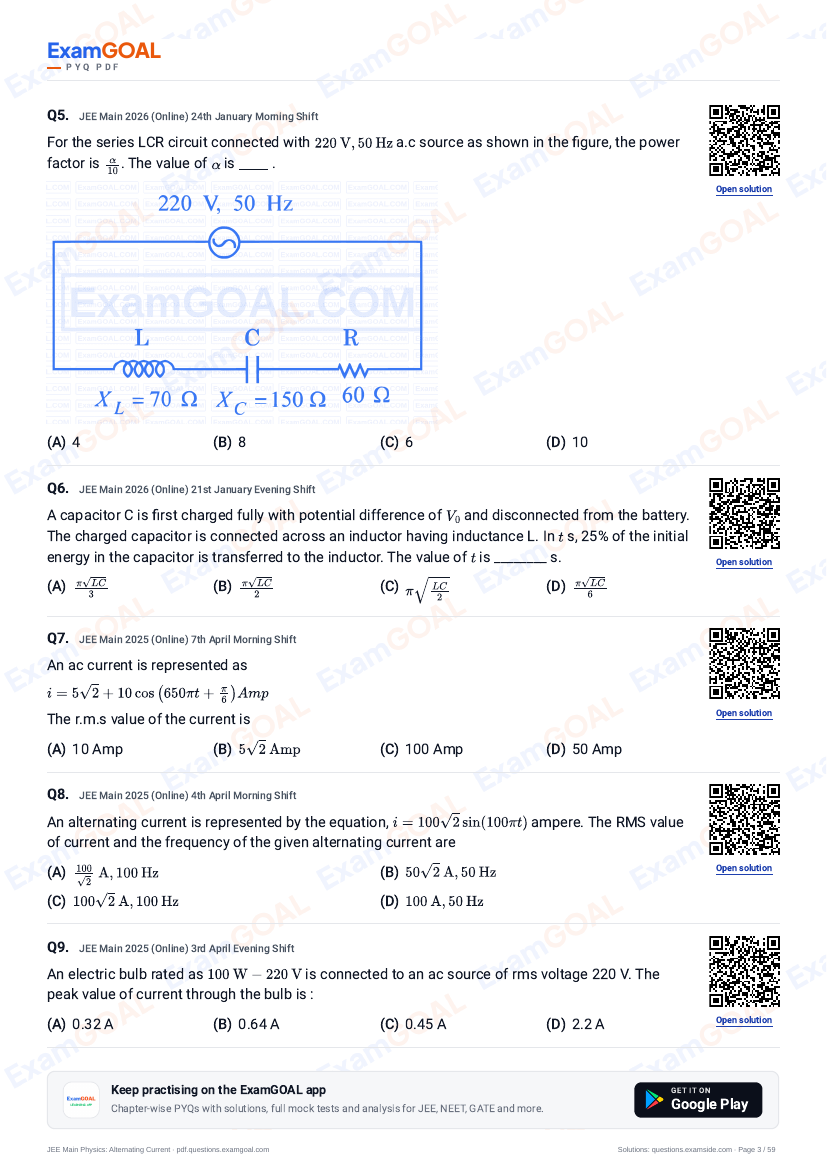 ExamGOAL
PYQ PDF
Q5. JEE Main 2026 (Online) 24th January Morning Shift
For the series LCR circuit connected with 220 V, 50 Hz a.c source as shown in the figure, the power
factor is α/10. The value of α is ____ .
Open solution
220 V, 50 Hz
ExamGOAL.COM
L C R
X_L = 70 Ω X_C = 150 Ω 60 Ω
(A) 4 (B) 8 (C) 6 (D) 10
Q6. JEE Main 2026 (Online) 21st January Evening Shift
A capacitor C is first charged fully with potential difference of V₀ and disconnected from the battery.
The charged capacitor is connected across an inductor having inductance L. In t s, 25% of the initial
energy in the capacitor is transferred to the inductor. The value of t is ________ s.
Open solution
(A) π√LC/3 (B) π√LC/2 (C) π√(LC/2) (D) π√LC/6
Q7. JEE Main 2025 (Online) 7th April Morning Shift
An ac current is represented as
i = 5√2 + 10 cos (650πt + π/6) Amp
The r.m.s value of the current is
Open solution
(A) 10 Amp (B) 5√2 Amp (C) 100 Amp (D) 50 Amp
Q8. JEE Main 2025 (Online) 4th April Morning Shift
An alternating current is represented by the equation, i = 100√2 sin(100πt) ampere. The RMS value
of current and the frequency of the given alternating current are
Open solution
(A) 100/√2 A, 100 Hz (B) 50√2 A, 50 Hz
(C) 100√2 A, 100 Hz (D) 100 A, 50 Hz
Q9. JEE Main 2025 (Online) 3rd April Evening Shift
An electric bulb rated as 100 W − 220 V is connected to an ac source of rms voltage 220 V. The
peak value of current through the bulb is :
Open solution
(A) 0.32 A (B) 0.64 A (C) 0.45 A (D) 2.2 A
ExamGOAL
Keep practising on the ExamGOAL app
Chapter-wise PYQs with solutions, full mock tests and analysis for JEE, NEET, GATE and more.
GET IT ON
Google Play
JEE Main Physics: Alternating Current · pdf.questions.examgoal.com Solutions: questions.examside.com · Page 3 / 59